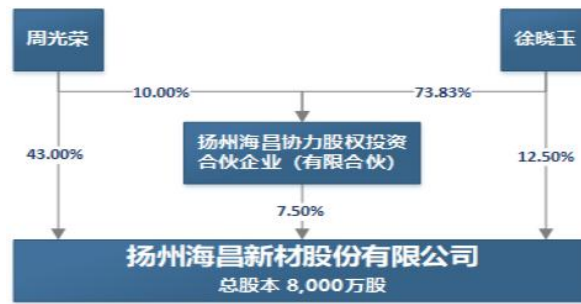 周光荣
徐晓玉
10.00%
73.83%
43.00%
扬州海昌协力股权投资
合伙企业（有限合伙）
12.50%
7.50%
扬州海昌新材股份有限公司
总股本 8,000万股